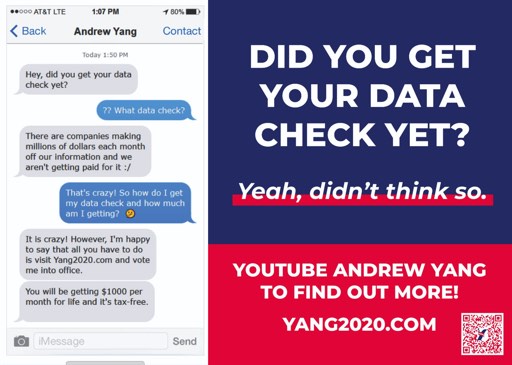 AT&T LTE 1:07 PM 80%
Back Andrew Yang Contact
Today 1:50 PM
Hey, did you get your data
check yet?
?? What data check?
There are companies making
millions of dollars each month
off our information and we
aren't getting paid for it :/
That's crazy! So how do I get
my data check and how much
am I getting? 😕
It is crazy! However, I'm happy
to say that all you have to do
is visit Yang2020.com and vote
me into office.
You will be getting $1000 per
month for life and it's tax-free.
iMessage Send
DID YOU GET
YOUR DATA
CHECK YET?
Yeah, didn't think so.
YOUTUBE ANDREW YANG
TO FIND OUT MORE!
YANG2020.COM